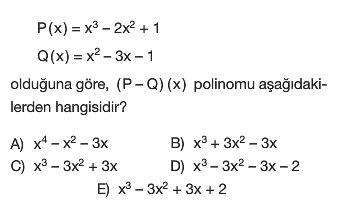 P(x) = x³ – 2x² + 1
Q(x) = x² – 3x – 1
olduğuna göre, (P – Q) (x) polinomu aşağıdaki-
lerden hangisidir?
A) x⁴ – x² – 3x B) x³ + 3x² – 3x
C) x³ – 3x² + 3x D) x³ – 3x² – 3x – 2
E) x³ – 3x² + 3x + 2